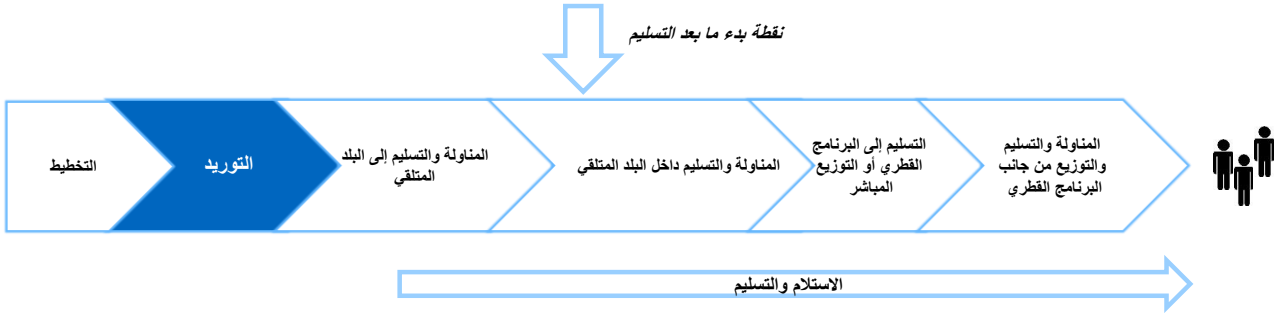 نقطة بدء ما بعد التسليم
التخطيط
التوريد
المناولة والتسليم إلى البلد
المتلقي
المناولة والتسليم داخل البلد المتلقي
التسليم إلى البرنامج
القطري أو التوزيع
المباشر
المناولة والتسليم
والتوزيع من جانب
البرنامج القطري
الاستلام والتسليم